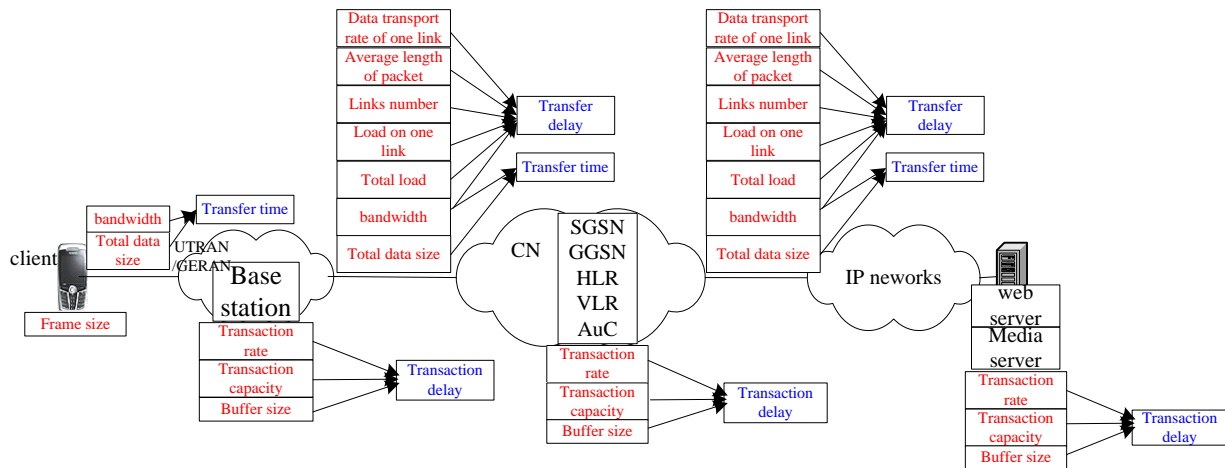 Data transport
rate of one link
Average length
of packet
Links number
Load on one
link
Total load
bandwidth
Total data size
Transfer
delay
Transfer time
Data transport
rate of one link
Average length
of packet
Links number
Load on one
link
Total load
bandwidth
Total data size
Transfer
delay
Transfer time
bandwidth
Total data
size
Transfer time
client
Frame size
UTRAN
/GERAN
Base
station
Transaction
rate
Transaction
capacity
Buffer size
Transaction
delay
CN
SGSN
GGSN
HLR
VLR
AuC
Transaction
rate
Transaction
capacity
Buffer size
Transaction
delay
IP neworks
web
server
Media
server
Transaction
rate
Transaction
capacity
Buffer size
Transaction
delay